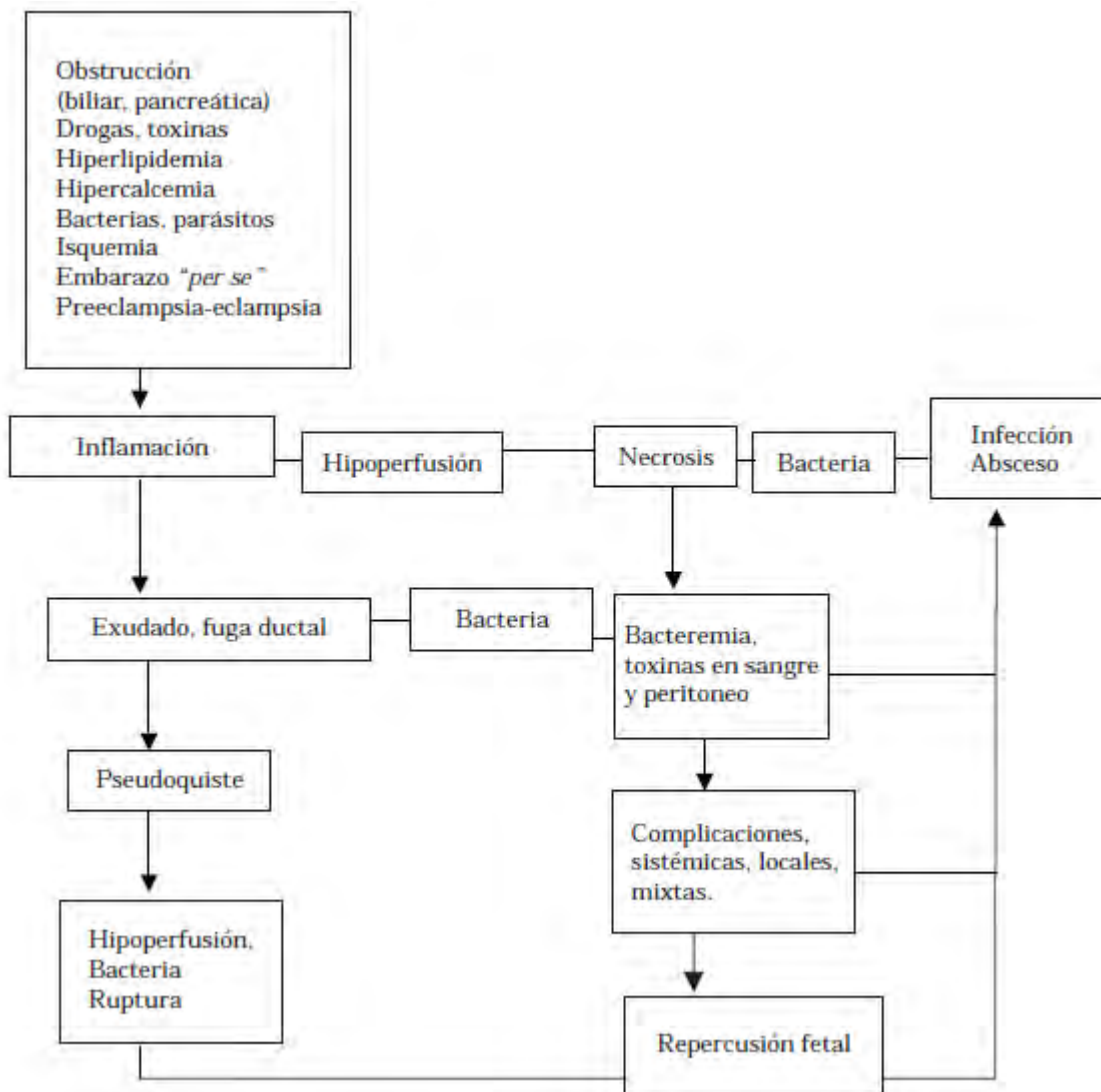 Obstrucción
(biliar, pancreática)
Drogas, toxinas
Hiperlipidemia
Hipercalcemia
Bacterias, parásitos
Isquemia
Embarazo “per se”
Preeclampsia-eclampsia
Inflamación
Hipoperfusión
Necrosis
Bacteria
Infección
Absceso
Exudado, fuga ductal
Bacteria
Bacteremia,
toxinas en sangre
y peritoneo
Pseudoquiste
Complicaciones,
sistémicas, locales,
mixtas.
Hipoperfusión,
Bacteria
Ruptura
Repercusión fetal